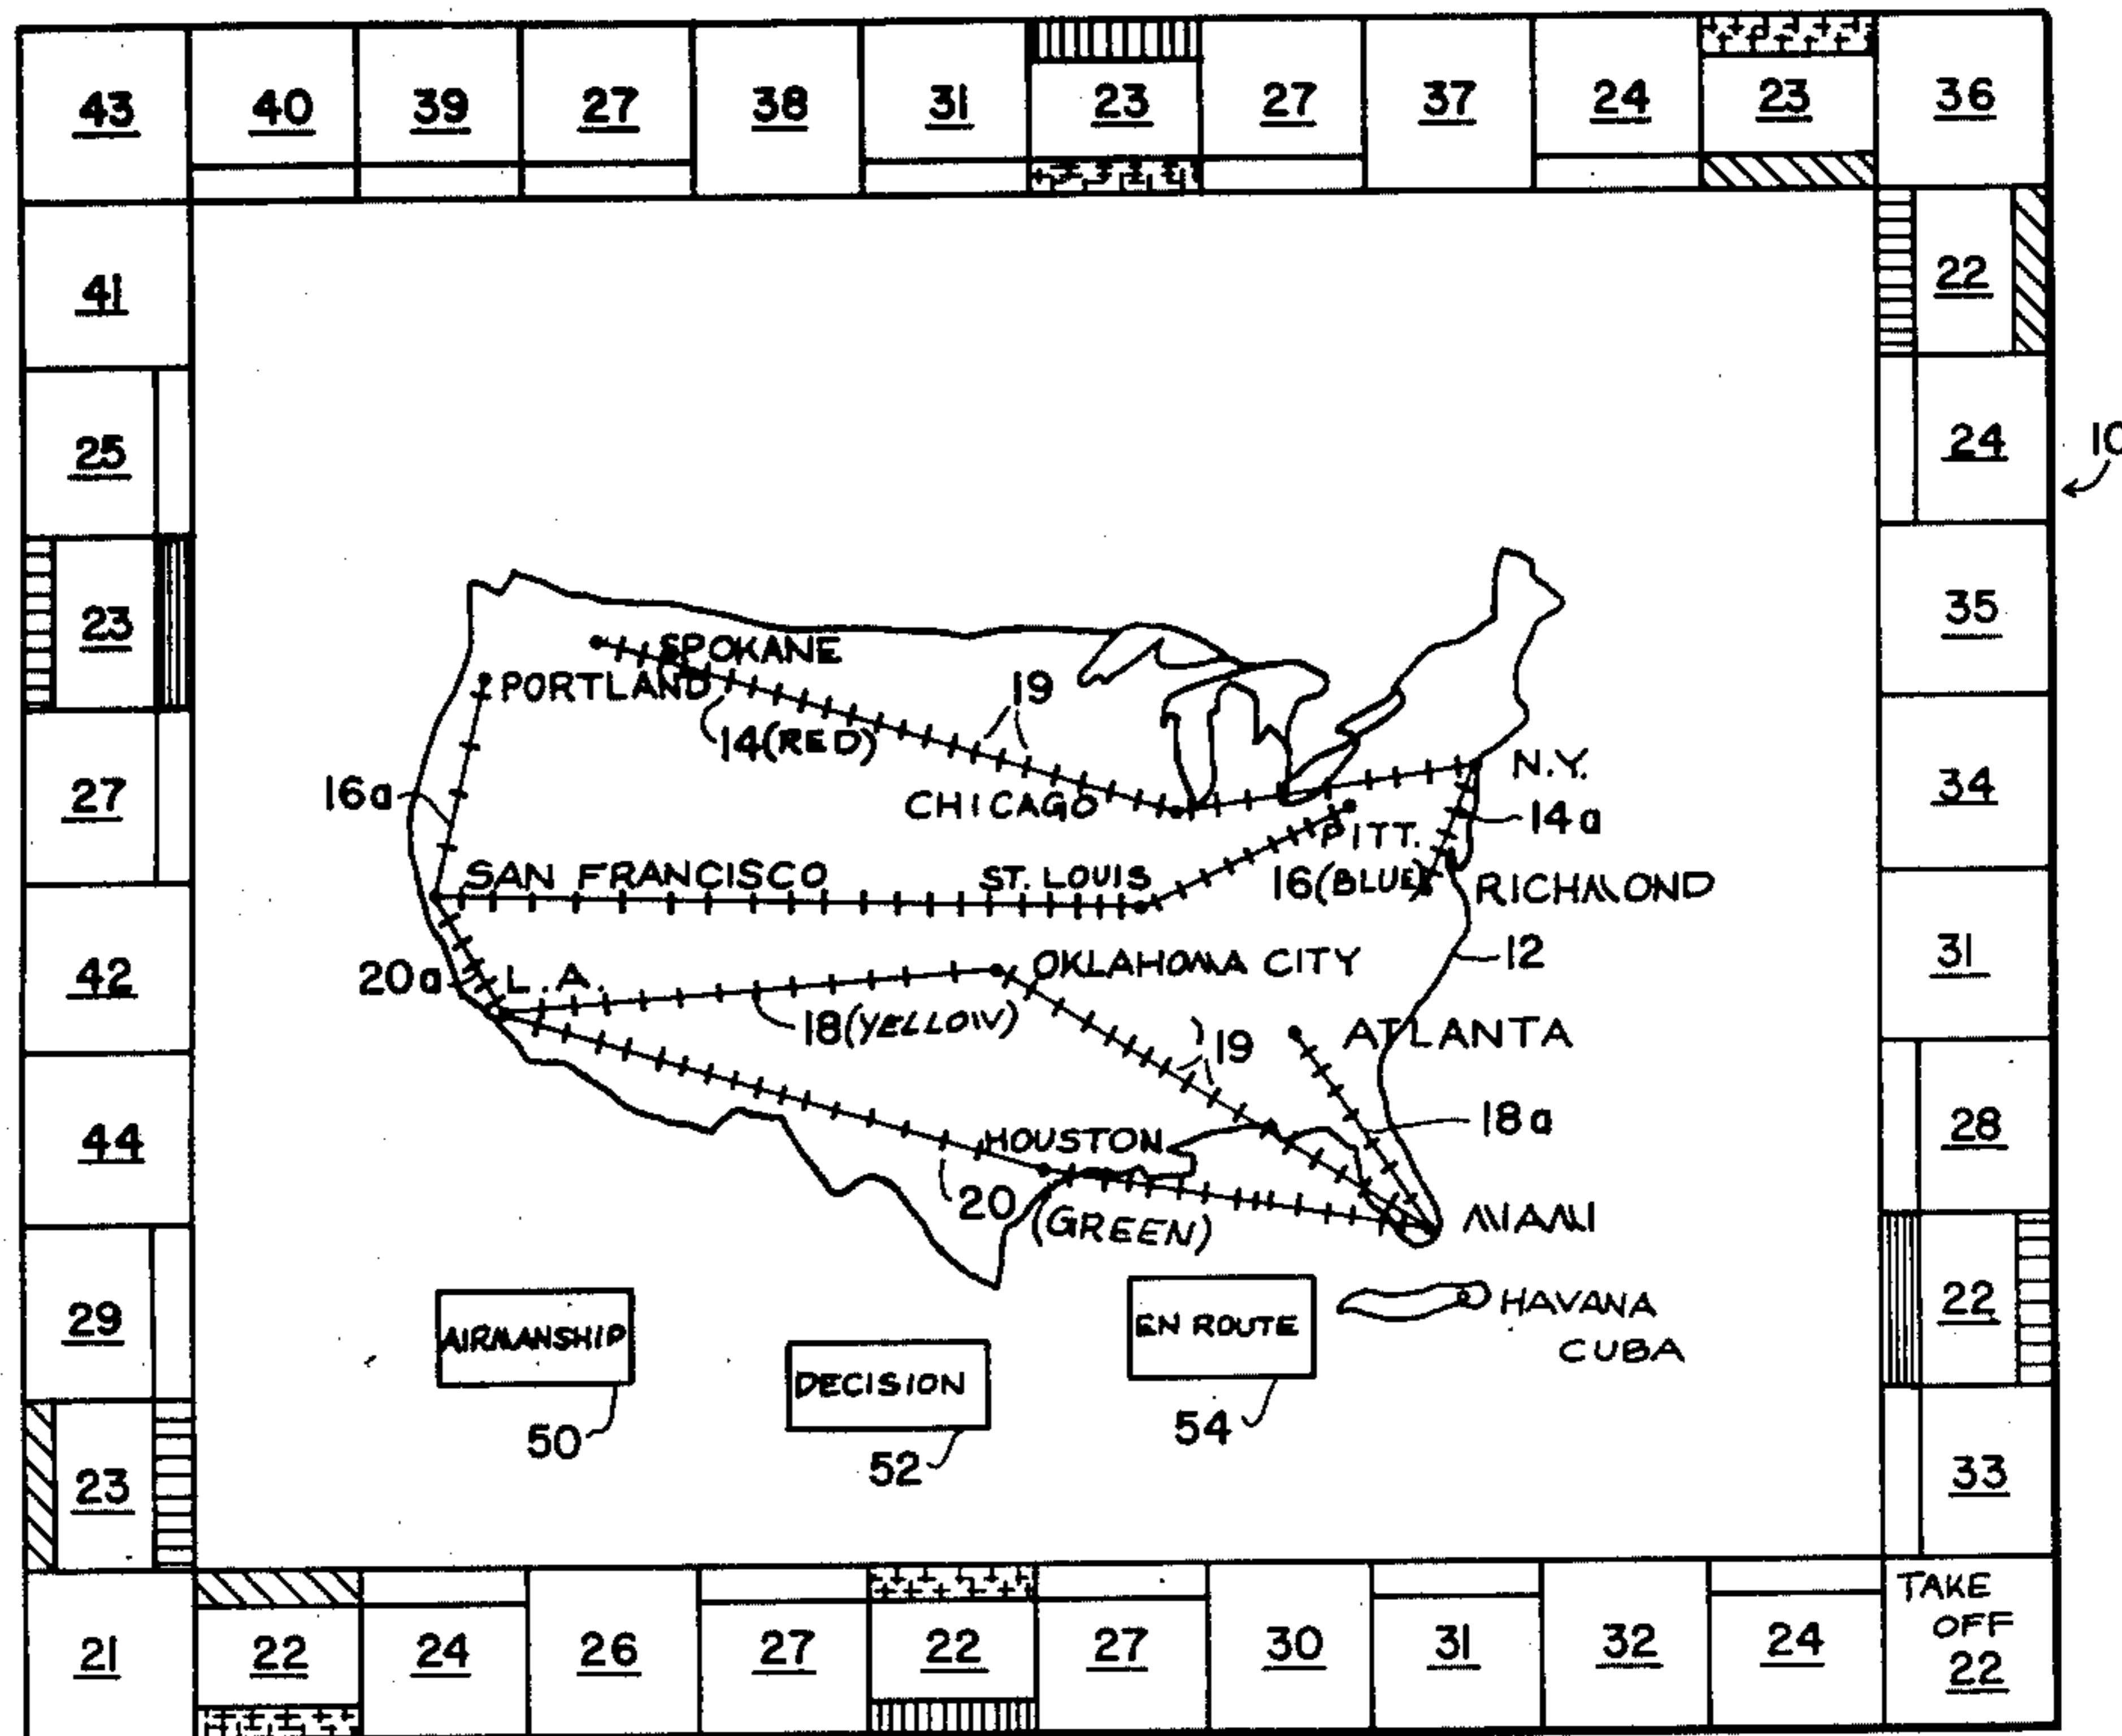 43 40 39 27 38 31 23 27 37 24 23 36
41
22
25
24
10
23
35
SPOKANE
PORTLAND
19
14(RED)
27
34
N.Y.
16a
CHICAGO
14a
PITT.
SAN FRANCISCO
ST. LOUIS
16(BLUE)
RICHMOND
42
31
12
20a
L.A.
OKLAHOMA CITY
18(YELLOW)
19
ATLANTA
44
28
18a
HOUSTON
20
(GREEN)
MIAMI
29
22
AIRMANSHIP
DECISION
EN ROUTE
HAVANA
CUBA
50
52
54
23
33
21 22 24 26 27 22 27 30 31 32 24
TAKE
OFF
22